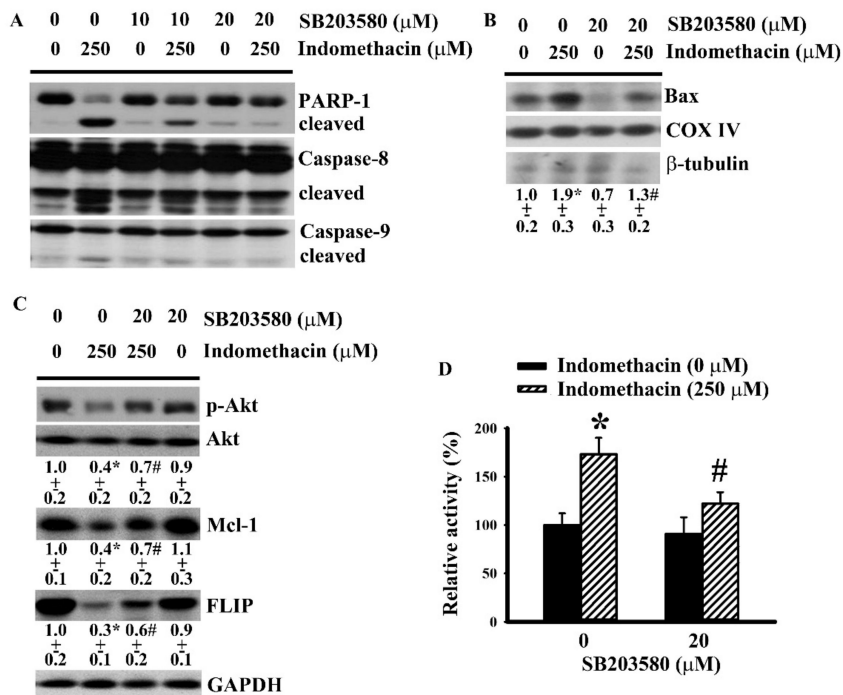 A
0 0 10 10 20 20 SB203580 (μM)
0 250 0 250 0 250 Indomethacin (μM)
PARP-1
cleaved
Caspase-8
cleaved
Caspase-9
cleaved
B
0 0 20 20 SB203580 (μM)
0 250 0 250 Indomethacin (μM)
Bax
COX IV
β-tubulin
1.0 1.9* 0.7 1.3#
± ± ± ±
0.2 0.3 0.3 0.2
C
0 0 20 20 SB203580 (μM)
0 250 250 0 Indomethacin (μM)
p-Akt
Akt
1.0 0.4* 0.7# 0.9
± ± ± ±
0.2 0.2 0.2 0.2
Mcl-1
1.0 0.4* 0.7# 1.1
± ± ± ±
0.1 0.2 0.2 0.3
FLIP
1.0 0.3* 0.6# 0.9
± ± ± ±
0.2 0.1 0.2 0.1
GAPDH
D
Indomethacin (0 μM)
Indomethacin (250 μM)
Relative activity (%)
200
150
100
50
0
*
#
0 20
SB203580 (μM)